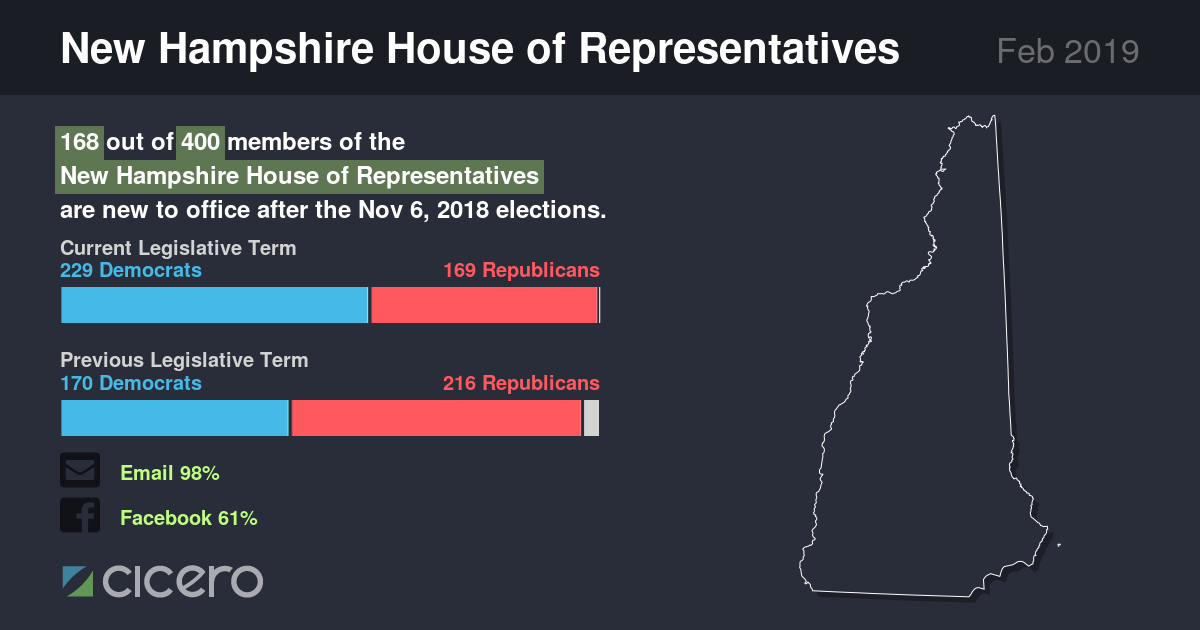 New Hampshire House of Representatives
Feb 2019
168 out of 400 members of the
New Hampshire House of Representatives
are new to office after the Nov 6, 2018 elections.
Current Legislative Term
229 Democrats 169 Republicans
Previous Legislative Term
170 Democrats 216 Republicans
Email 98%
Facebook 61%
cicero